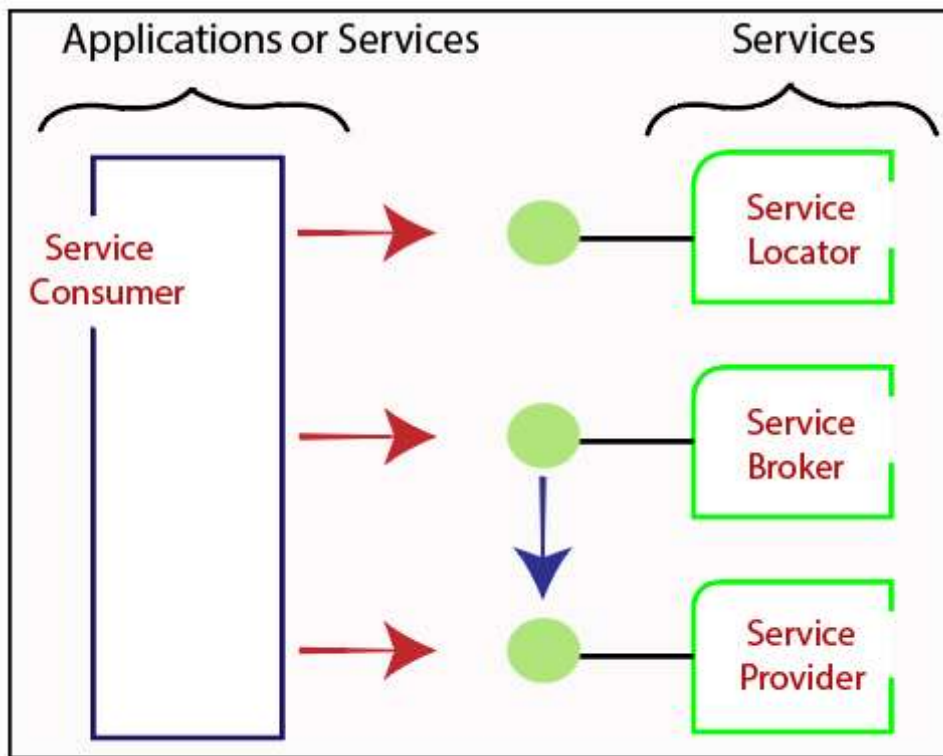 Applications or Services
Services
Service
Consumer
Service
Locator
Service
Broker
Service
Provider